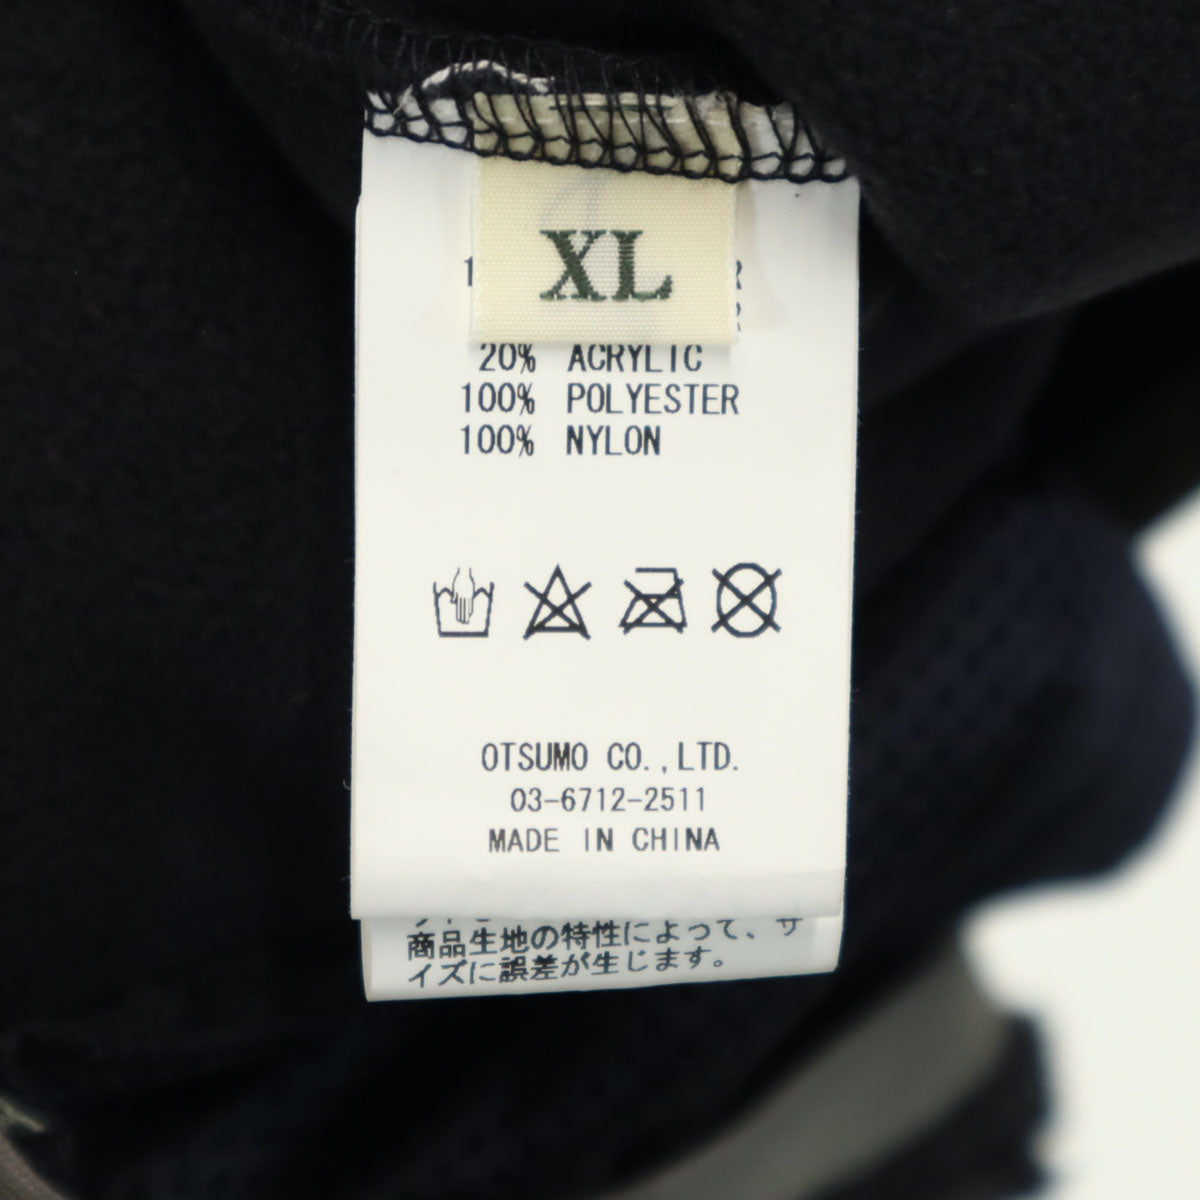 XL
20% ACRYLIC
100% POLYESTER
100% NYLON
OTSUMO CO.,LTD.
03-6712-2511
MADE IN CHINA
商品生地の特性によって、サ
イズに誤差が生じます。